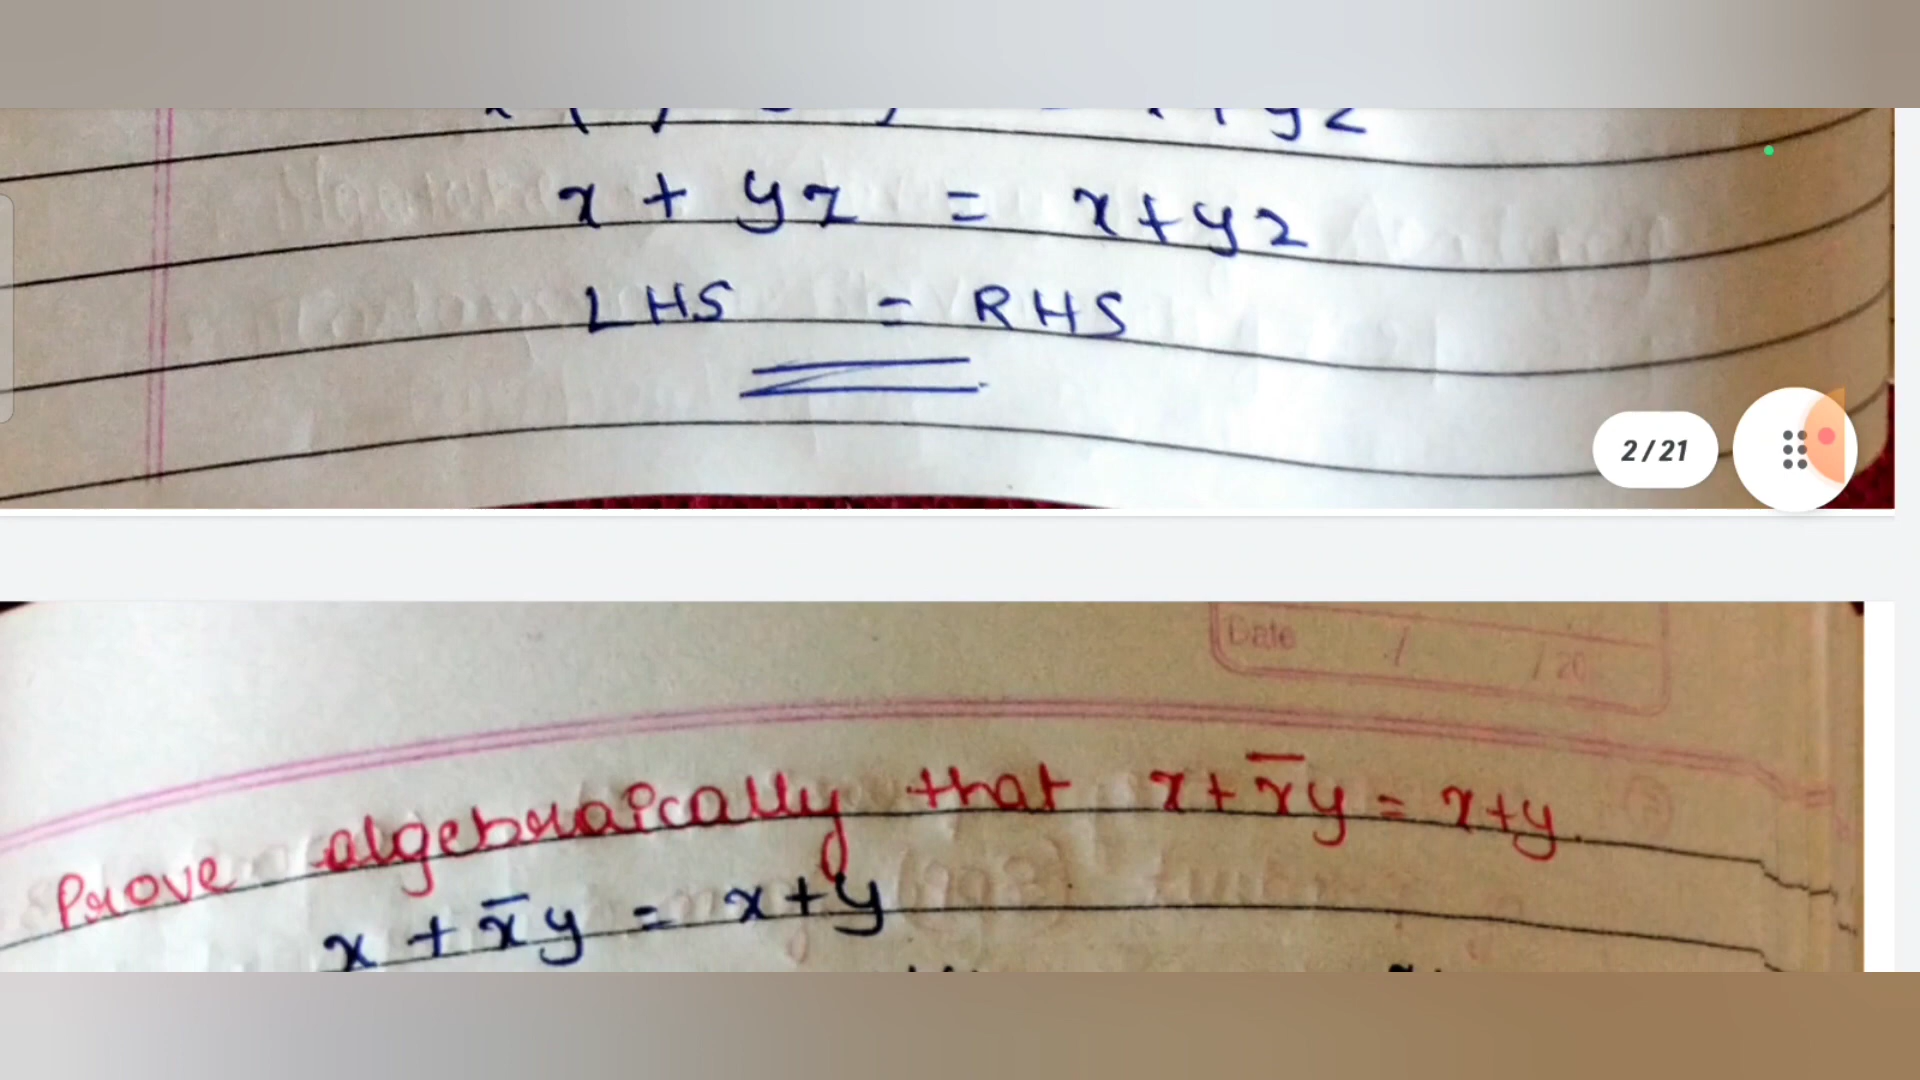 x + yz = x+yz
LHS = RHS
2/21
Date / / 20
Prove algebraically that x+x̅y = x+y.
x + x̅y = x+y